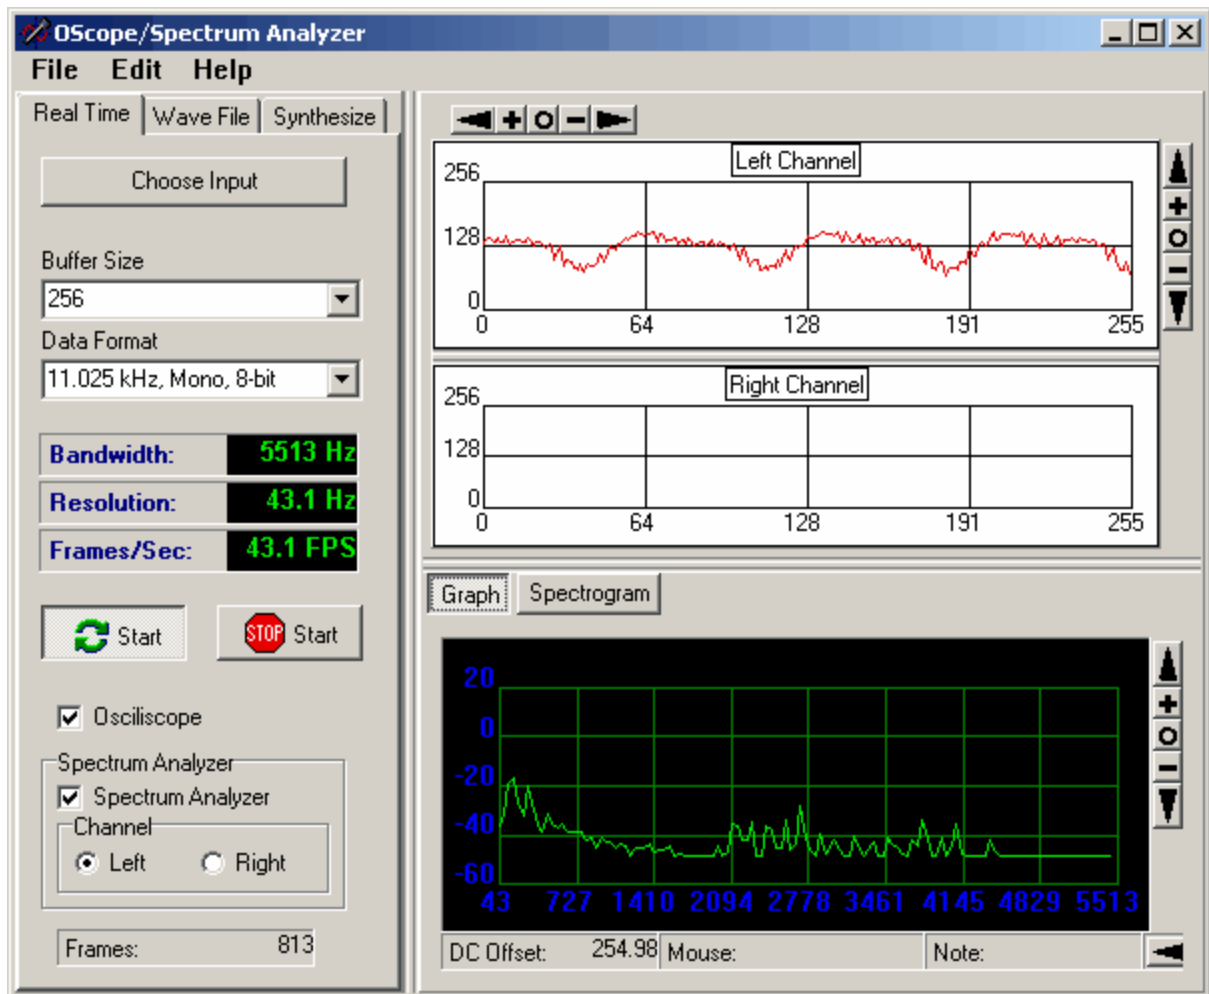 OScope/Spectrum Analyzer
File Edit Help
Real Time Wave File Synthesize
Choose Input
Buffer Size
256
Data Format
11.025 kHz, Mono, 8-bit
Bandwidth: 5513 Hz
Resolution: 43.1 Hz
Frames/Sec: 43.1 FPS
Start STOP Start
Osciliscope
Spectrum Analyzer
Spectrum Analyzer
Channel
Left Right
Frames: 813
Left Channel
256
128
0
0 64 128 191 255
Right Channel
256
128
0
0 64 128 191 255
Graph Spectrogram
20
0
-20
-40
-60
43 727 1410 2094 2778 3461 4145 4829 5513
DC Offset: 254.98 Mouse: Note: